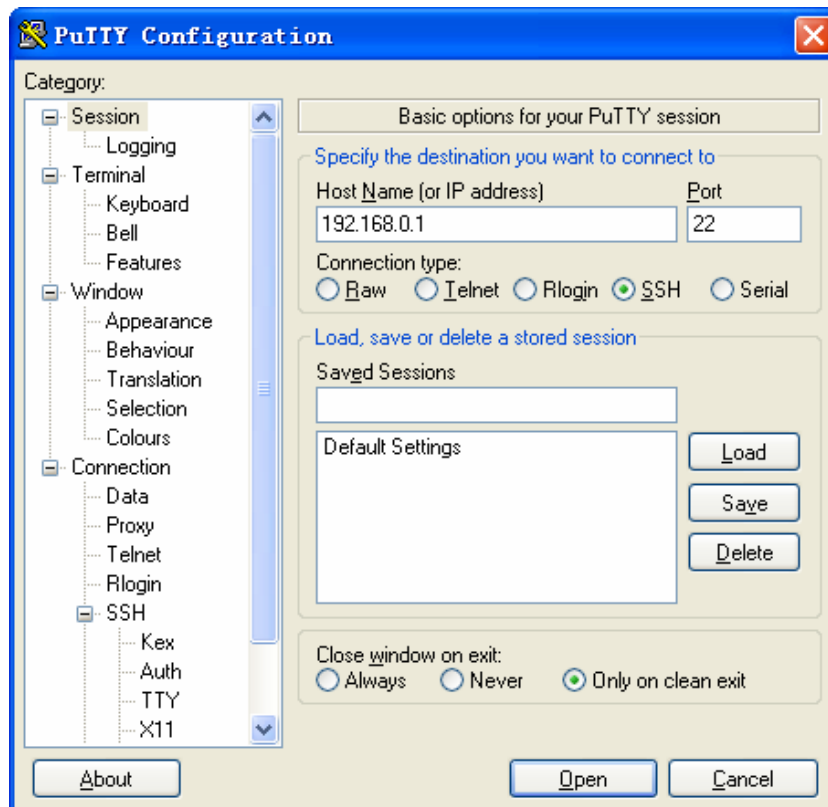 PuTTY Configuration
Category:
Session
Logging
Terminal
Keyboard
Bell
Features
Window
Appearance
Behaviour
Translation
Selection
Colours
Connection
Data
Proxy
Telnet
Rlogin
SSH
Kex
Auth
TTY
X11
Basic options for your PuTTY session
Specify the destination you want to connect to
Host Name (or IP address) Port
192.168.0.1 22
Connection type:
Raw Telnet Rlogin SSH Serial
Load, save or delete a stored session
Saved Sessions
Default Settings
Load
Save
Delete
Close window on exit:
Always Never Only on clean exit
About Open Cancel